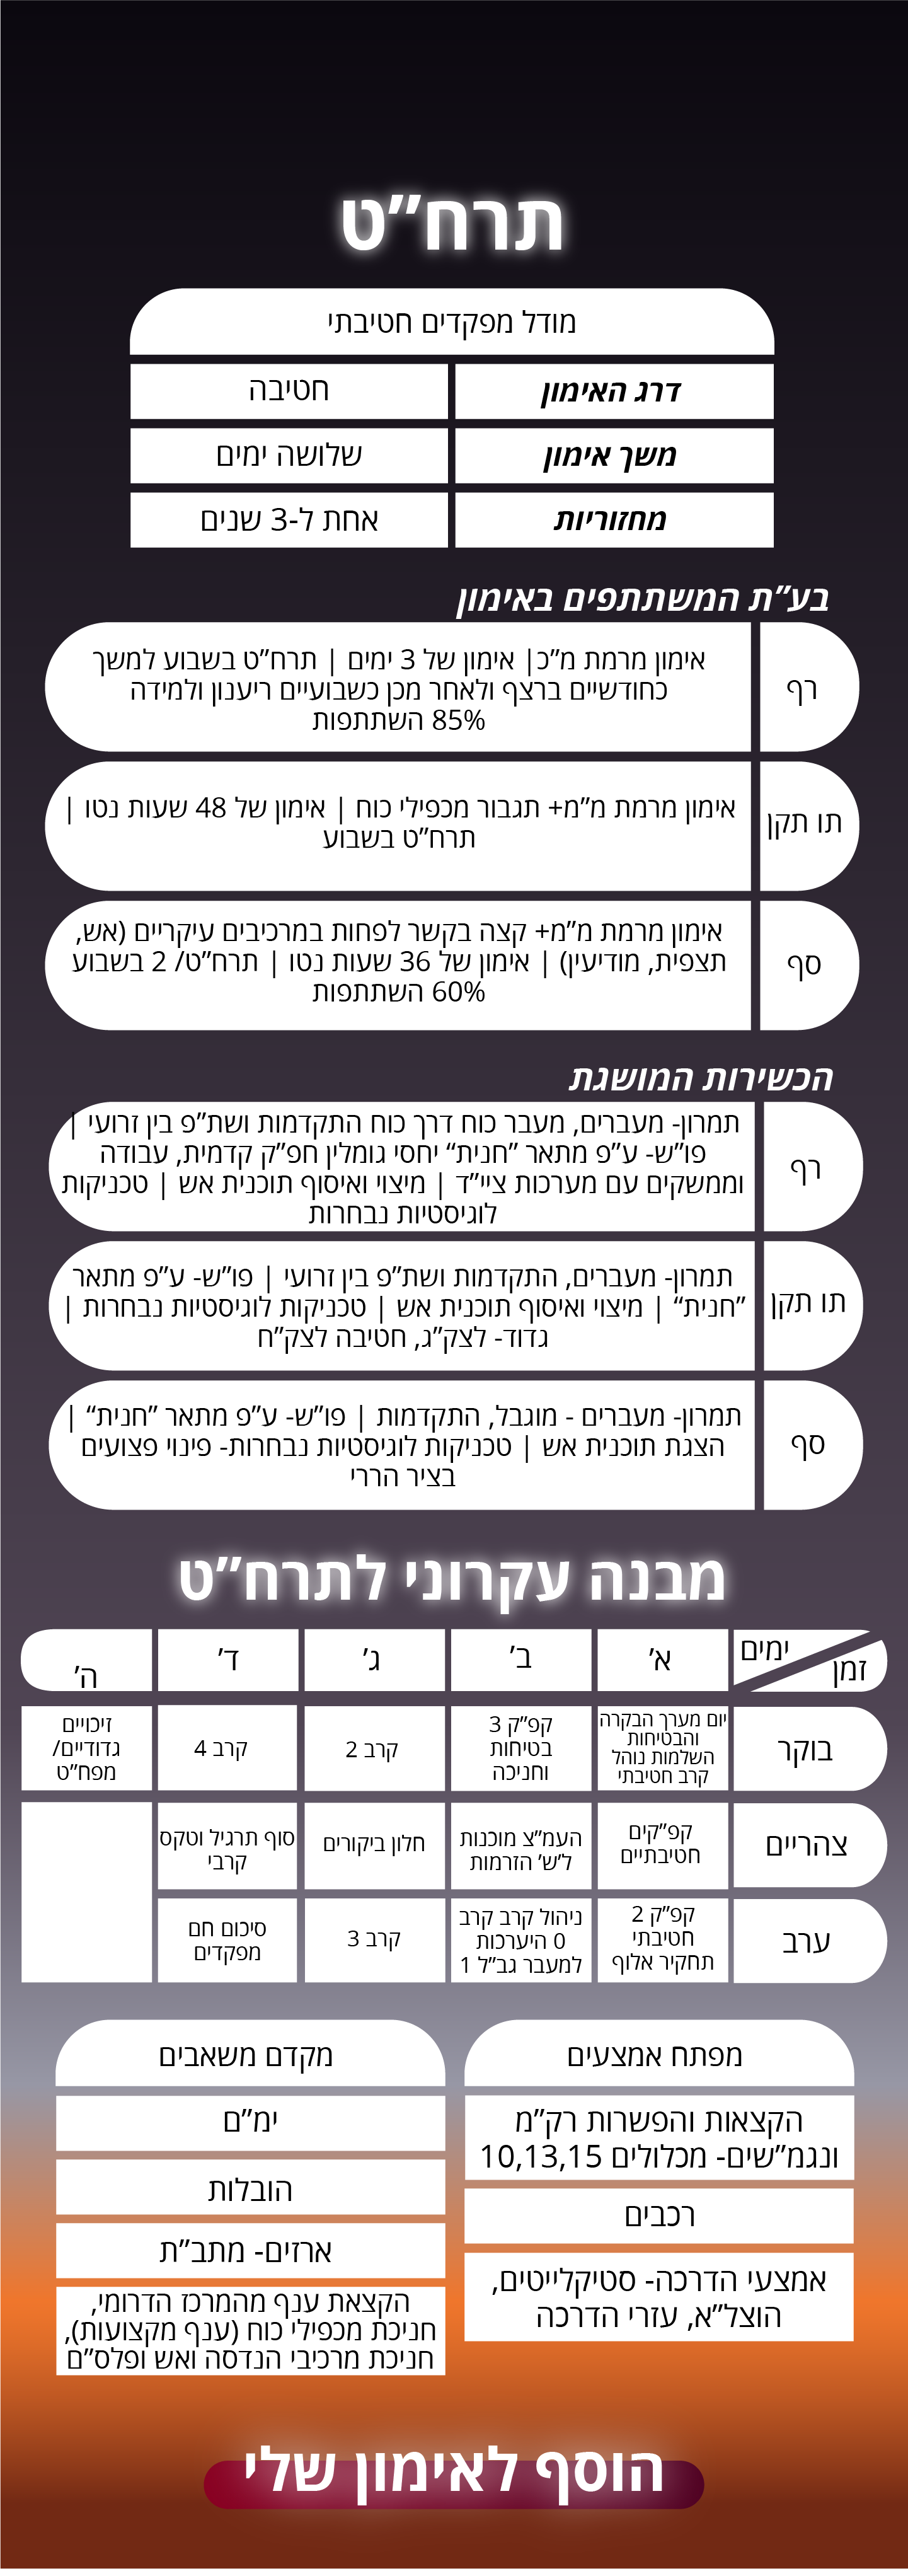 תרח”ט
מודל מפקדים חטיבתי
דרג האימון
חטיבה
משך אימון
שלושה ימים
מחזוריות
אחת ל-3 שנים
בע”ת המשתתפים באימון
רף
אימון מרמת מ”כ| אימון של 3 ימים | תרח”ט בשבוע למשך
כחודשיים ברצף ולאחר מכן כשבועיים ריענון ולמידה
85% השתתפות
תו תקן
אימון מרמת מ”מ+ תגבור מכפילי כוח | אימון של 48 שעות נטו |
תרח”ט בשבוע
סף
אימון מרמת מ”מ+ קצה בקשר לפחות במרכיבים עיקריים (אש,
תצפית, מודיעין) | אימון של 36 שעות נטו | תרח”ט/ 2 בשבוע
60% השתתפות
הכשירות המושגת
רף
תמרון- מעברים, מעבר כוח דרך כוח התקדמות ושת”פ בין זרועי |
פו”ש- ע”פ מתאר ”חנית“ יחסי גומלין חפ”ק קדמית, עבודה
וממשקים עם מערכות ציי”ד | מיצוי ואיסוף תוכנית אש | טכניקות
לוגיסטיות נבחרות
תו תקן
תמרון- מעברים, התקדמות ושת”פ בין זרועי | פו”ש- ע”פ מתאר
”חנית“ | מיצוי ואיסוף תוכנית אש | טכניקות לוגיסטיות נבחרות |
גדוד- לצק”ג, חטיבה לצק”ח
סף
תמרון- מעברים - מוגבל, התקדמות | פו”ש- ע”פ מתאר ”חנית“ |
הצגת תוכנית אש | טכניקות לוגיסטיות נבחרות- פינוי פצועים
בציר הררי
מבנה עקרוני לתרח”ט
ימים
זמן
א’
ב’
ג’
ד’
ה’
בוקר
יום מערך הבקרה
והבטיחות
השלמות נוהל
קרב חטיבתי
קפ”ק 3
בטיחות
וחניכה
קרב 2
קרב 4
זיכויים
גדודיים/
מפח”ט
צהריים
קפ”קים
חטיבתיים
העמ”צ מוכנות
ל’ש’ הזרמות
חלון ביקורים
סוף תרגיל וטקס
קרבי
ערב
קפ”ק 2
חטיבתי
תחקיר אלוף
ניהול קרב קרב
0 היערכות
למעבר גב”ל 1
קרב 3
סיכום חם
מפקדים
מפתח אמצעים
הקצאות והפשרות רק”מ
ונגמ”שים- מכלולים 10,13,15
רכבים
אמצעי הדרכה- סטיקלייטים,
הוצל”א, עזרי הדרכה
מקדם משאבים
ימ”ם
הובלות
ארזים- מתב”ת
הקצאת ענף מהמרכז הדרומי,
חניכת מכפילי כוח (ענף מקצועות),
חניכת מרכיבי הנדסה ואש ופלס”ם
הוסף לאימון שלי